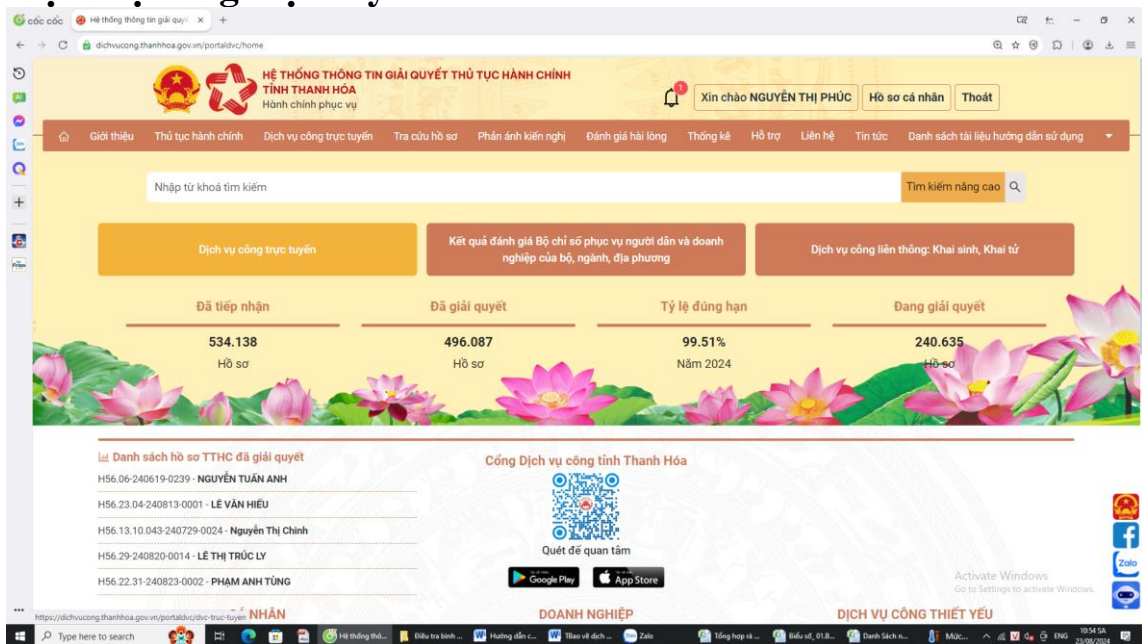 cốc cốc
Hệ thống thông tin giải quyế
dichvucong.thanhhoa.gov.vn/portaldvc/home
HỆ THỐNG THÔNG TIN GIẢI QUYẾT THỦ TỤC HÀNH CHÍNH
TỈNH THANH HÓA
Hành chính phục vụ
1
Xin chào NGUYỄN THỊ PHÚC
Hồ sơ cá nhân
Thoát
Giới thiệu
Thủ tục hành chính
Dịch vụ công trực tuyến
Tra cứu hồ sơ
Phản ánh kiến nghị
Đánh giá hài lòng
Thống kê
Hỗ trợ
Liên hệ
Tin tức
Danh sách tài liệu hướng dẫn sử dụng
Nhập từ khoá tìm kiếm
Tìm kiếm nâng cao
Dịch vụ công trực tuyến
Kết quả đánh giá Bộ chỉ số phục vụ người dân và doanh
nghiệp của bộ, ngành, địa phương
Dịch vụ công liên thông: Khai sinh, Khai tử
Đã tiếp nhận
Đã giải quyết
Tỷ lệ đúng hạn
Đang giải quyết
534.138
496.087
99.51%
240.635
Hồ sơ
Hồ sơ
Năm 2024
Hồ sơ
Danh sách hồ sơ TTHC đã giải quyết
H56.06-240619-0239 - NGUYỄN TUẤN ANH
H56.23.04-240813-0001 - LÊ VĂN HIẾU
H56.13.10.043-240729-0024 - Nguyễn Thị Chinh
H56.29-240820-0014 - LÊ THỊ TRÚC LY
H56.22.31-240823-0002 - PHẠM ANH TÙNG
Cổng Dịch vụ công tỉnh Thanh Hóa
Quét để quan tâm
Google Play
App Store
Zalo
Activate Windows
Go to Settings to activate Windows.
https://dichvucong.thanhhoa.gov.vn/portaldvc/dvc-truc-tuyen
NHÂN
DOANH NGHIỆP
DỊCH VỤ CÔNG THIẾT YẾU
Type here to search
Hệ thống thô...
Điều tra bình ...
Hướng dẫn c...
TBao về dịch ...
Zalo
Tổng hợp rà ...
Biểu số_01.B...
Danh Sách n...
Mức...
ENG
10:54 SA
23/08/2024